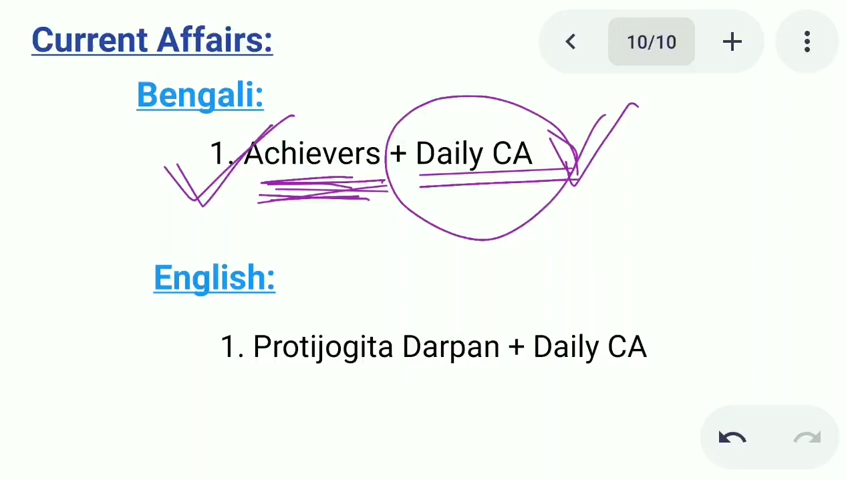 Current Affairs:
10/10
Bengali:
1. Achievers + Daily CA
English:
1. Protijogita Darpan + Daily CA